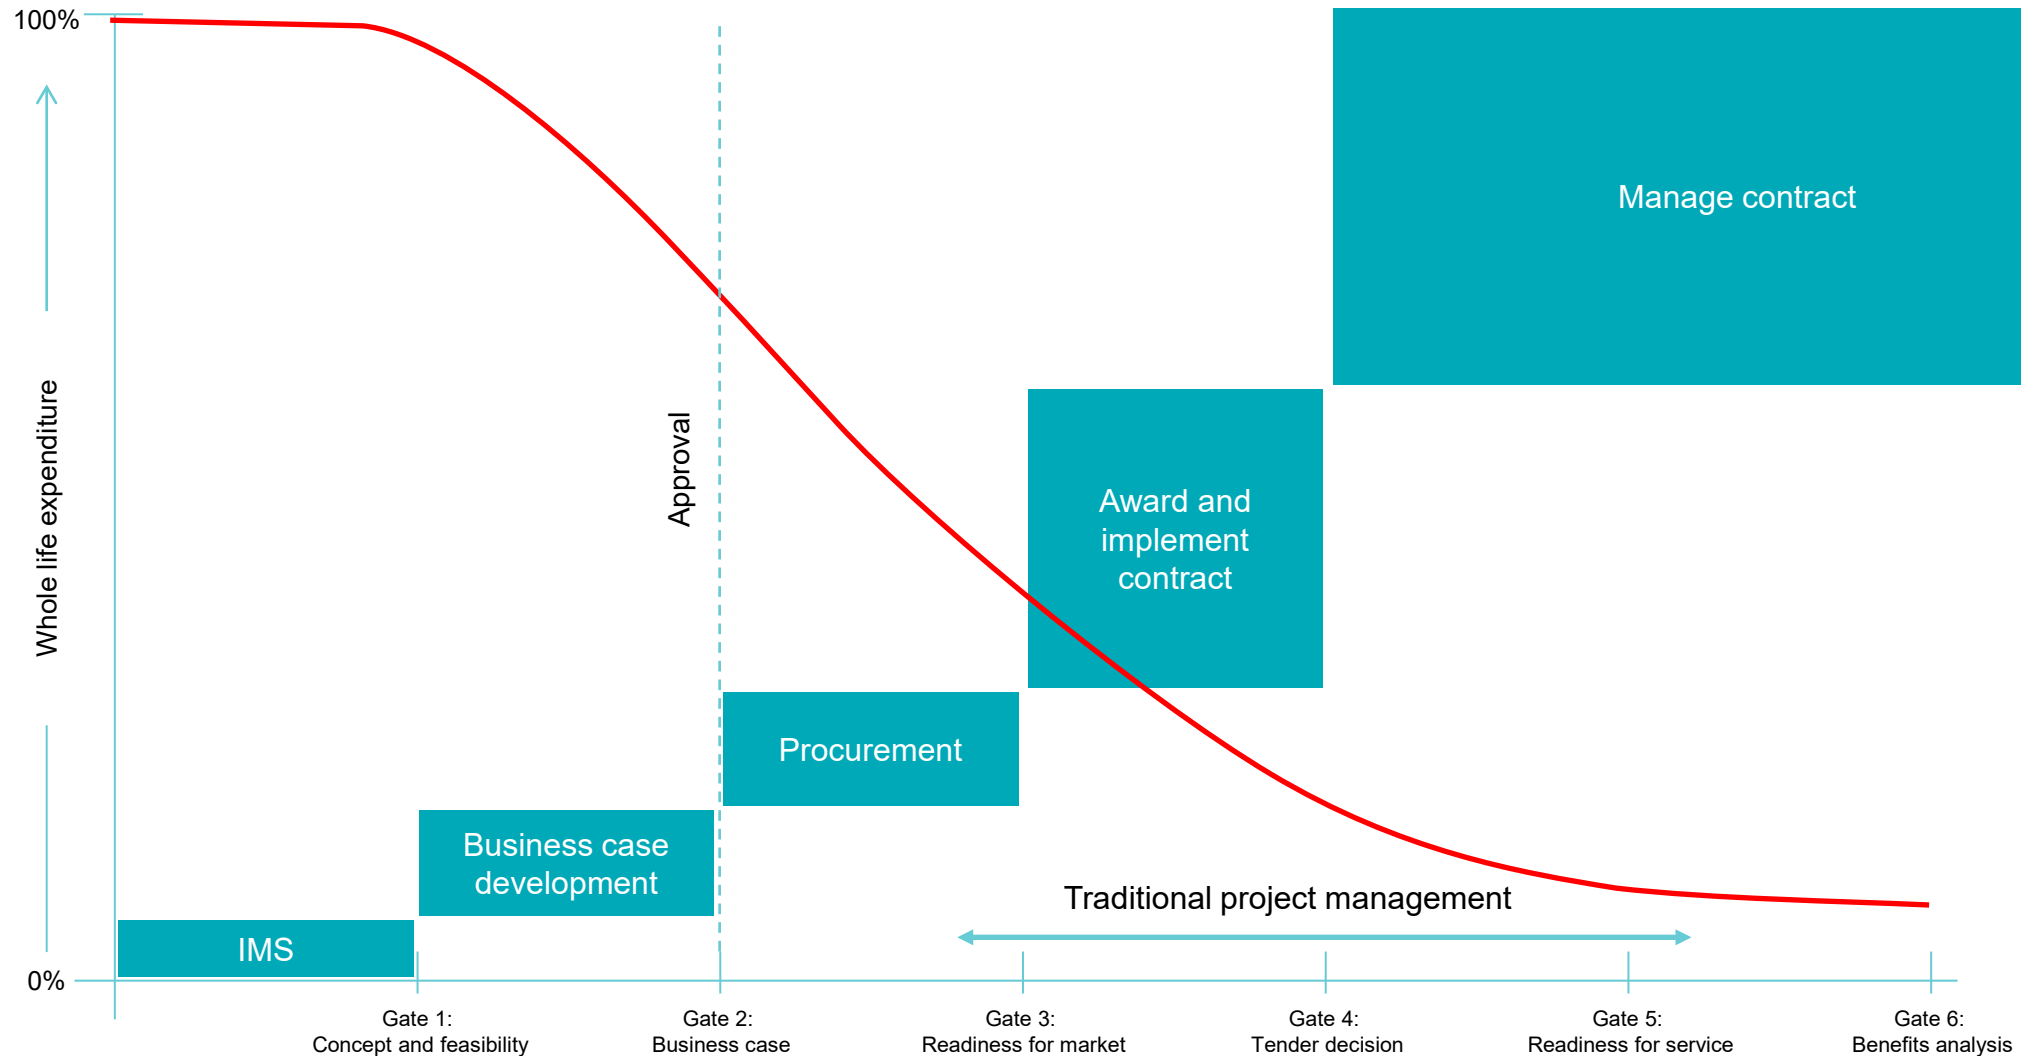 100%
Whole life expenditure
0%
Approval
IMS
Business case
development
Procurement
Award and
implement
contract
Manage contract
Traditional project management
Gate 1:
Concept and feasibility
Gate 2:
Business case
Gate 3:
Readiness for market
Gate 4:
Tender decision
Gate 5:
Readiness for service
Gate 6:
Benefits analysis